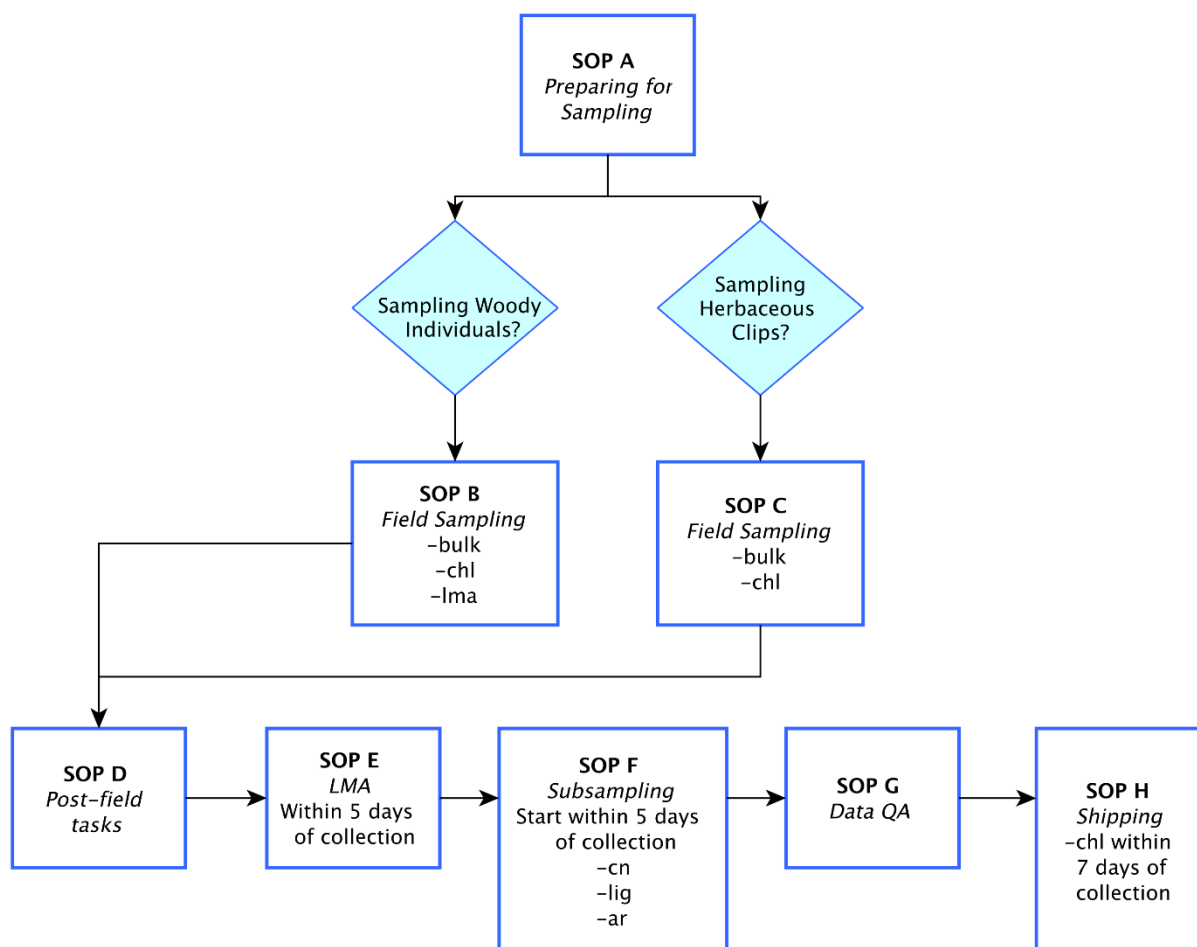 SOP A
Preparing for
Sampling
Sampling Woody
Individuals?
Sampling
Herbaceous
Clips?
SOP B
Field Sampling
-bulk
-chl
-lma
SOP C
Field Sampling
-bulk
-chl
SOP D
Post-field
tasks
SOP E
LMA
Within 5 days
of collection
SOP F
Subsampling
Start within 5 days
of collection
-cn
-lig
-ar
SOP G
Data QA
SOP H
Shipping
-chl within
7 days of
collection